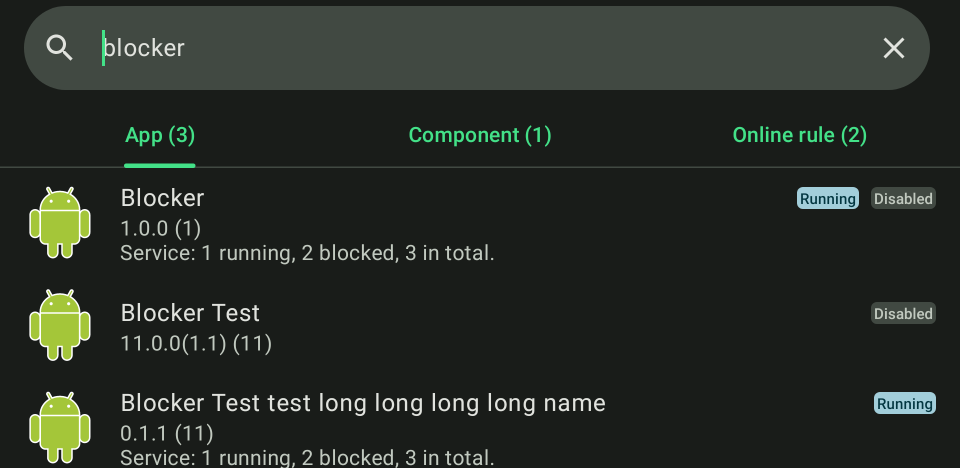 blocker
App (3) Component (1) Online rule (2)
Blocker Running Disabled
1.0.0 (1)
Service: 1 running, 2 blocked, 3 in total.
Blocker Test Disabled
11.0.0(1.1) (11)
Blocker Test test long long long long name Running
0.1.1 (11)
Service: 1 running, 2 blocked, 3 in total.